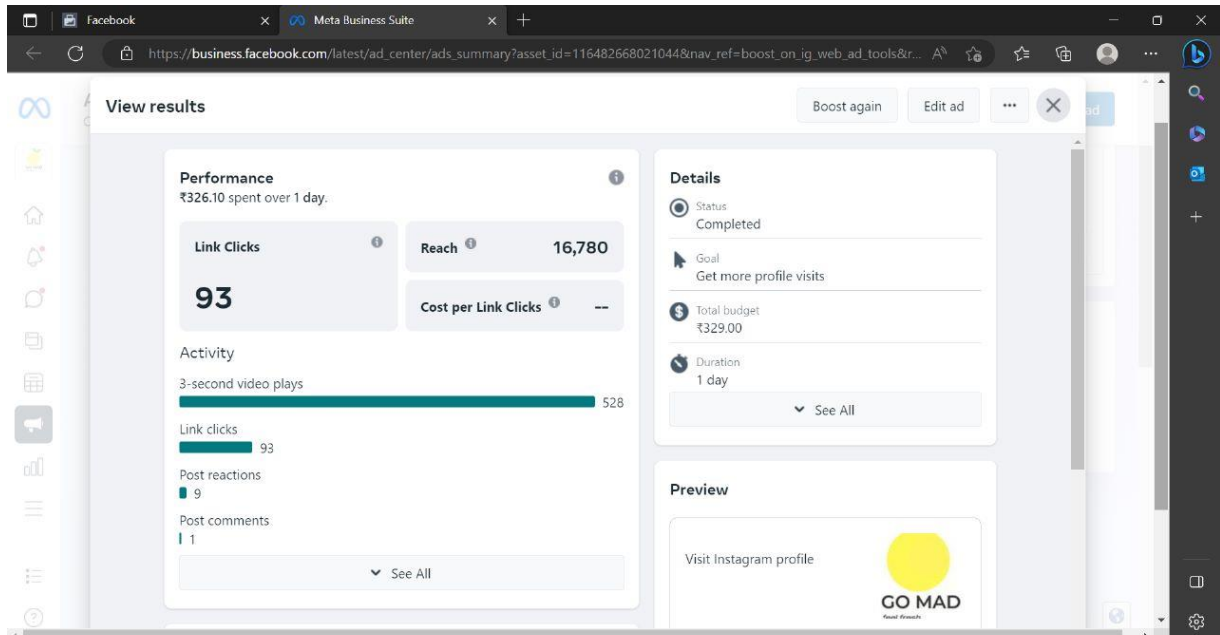 Facebook
Meta Business Suite
https://business.facebook.com/latest/ad_center/ads_summary?asset_id=116482668021044&nav_ref=boost_on_ig_web_ad_tools&r...
View results
Boost again
Edit ad
Performance
₹326.10 spent over 1 day.
Link Clicks
93
Reach
16,780
Cost per Link Clicks
--
Activity
3-second video plays
528
Link clicks
93
Post reactions
9
Post comments
1
See All
Details
Status
Completed
Goal
Get more profile visits
Total budget
₹329.00
Duration
1 day
See All
Preview
Visit Instagram profile
GO MAD